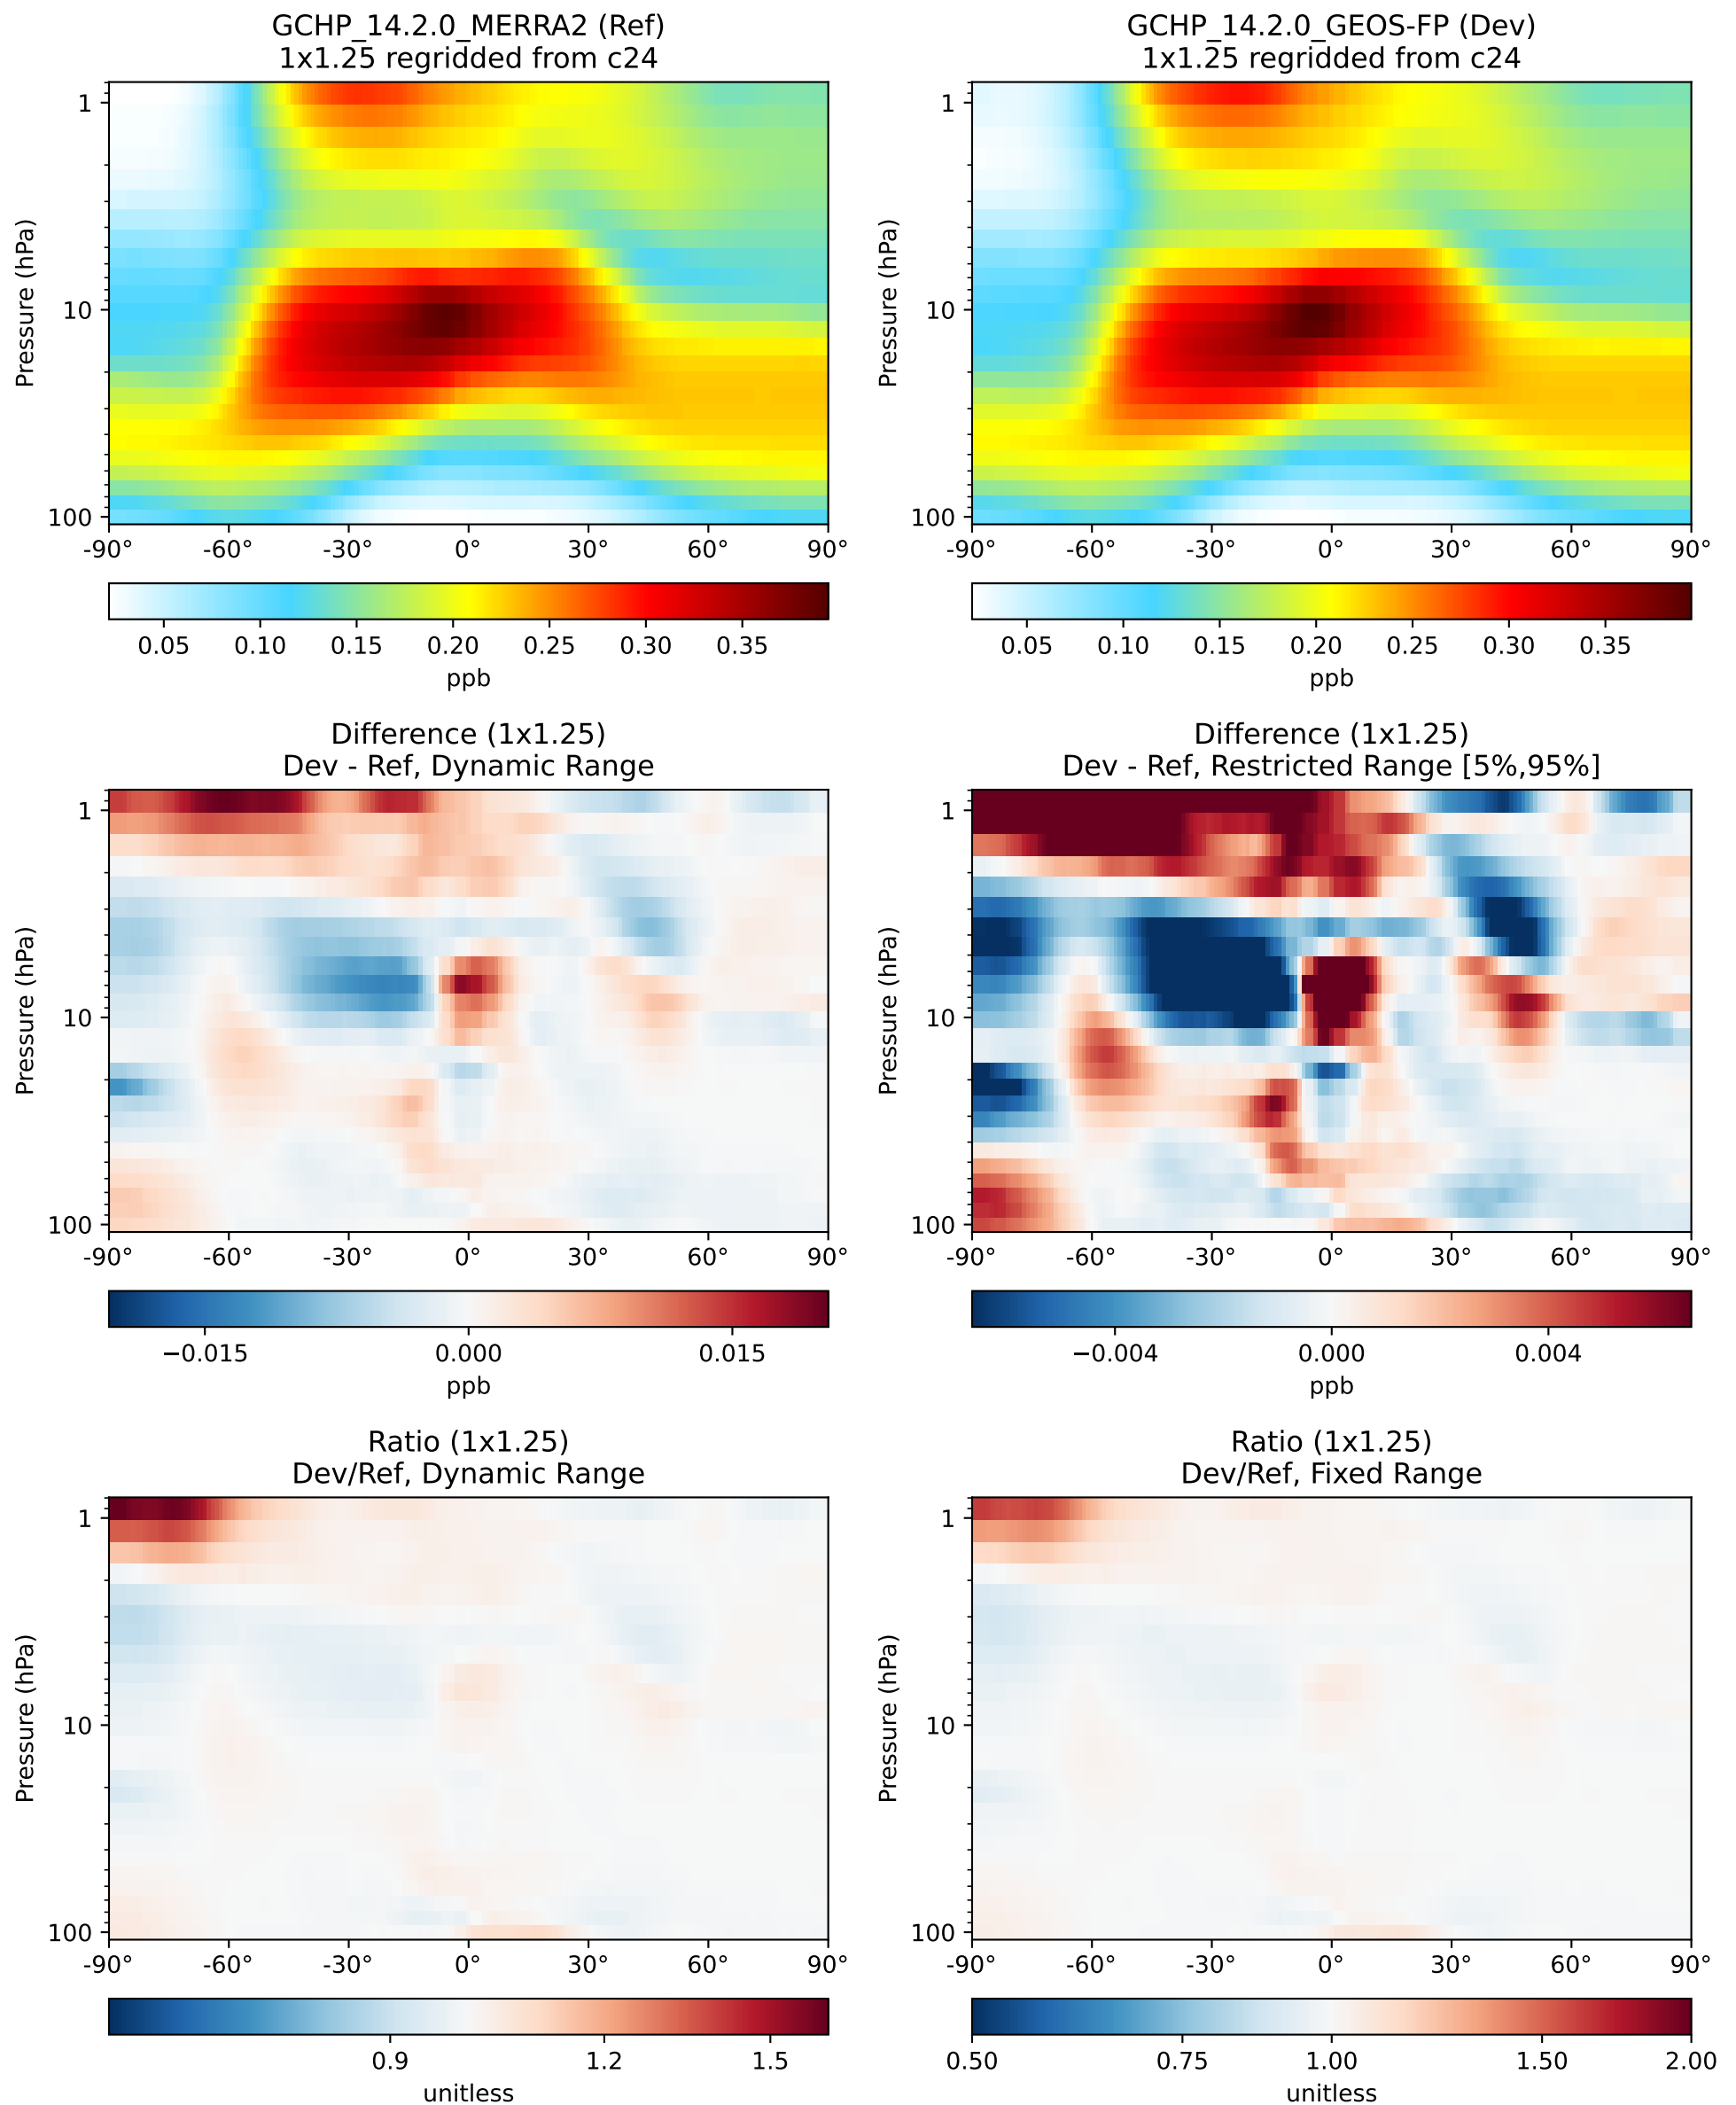 GCHP_14.2.0_MERRA2 (Ref)
1x1.25 regridded from c24
Pressure (hPa)
1
10
100
-90° -60° -30° 0° 30° 60° 90°
0.05 0.10 0.15 0.20 0.25 0.30 0.35
ppb
GCHP_14.2.0_GEOS-FP (Dev)
1x1.25 regridded from c24
Pressure (hPa)
1
10
100
-90° -60° -30° 0° 30° 60° 90°
0.05 0.10 0.15 0.20 0.25 0.30 0.35
ppb
Difference (1x1.25)
Dev - Ref, Dynamic Range
Pressure (hPa)
1
10
100
-90° -60° -30° 0° 30° 60° 90°
−0.015 0.000 0.015
ppb
Difference (1x1.25)
Dev - Ref, Restricted Range [5%,95%]
Pressure (hPa)
1
10
100
-90° -60° -30° 0° 30° 60° 90°
−0.004 0.000 0.004
ppb
Ratio (1x1.25)
Dev/Ref, Dynamic Range
Pressure (hPa)
1
10
100
-90° -60° -30° 0° 30° 60° 90°
0.9 1.2 1.5
unitless
Ratio (1x1.25)
Dev/Ref, Fixed Range
Pressure (hPa)
1
10
100
-90° -60° -30° 0° 30° 60° 90°
0.50 0.75 1.00 1.50 2.00
unitless